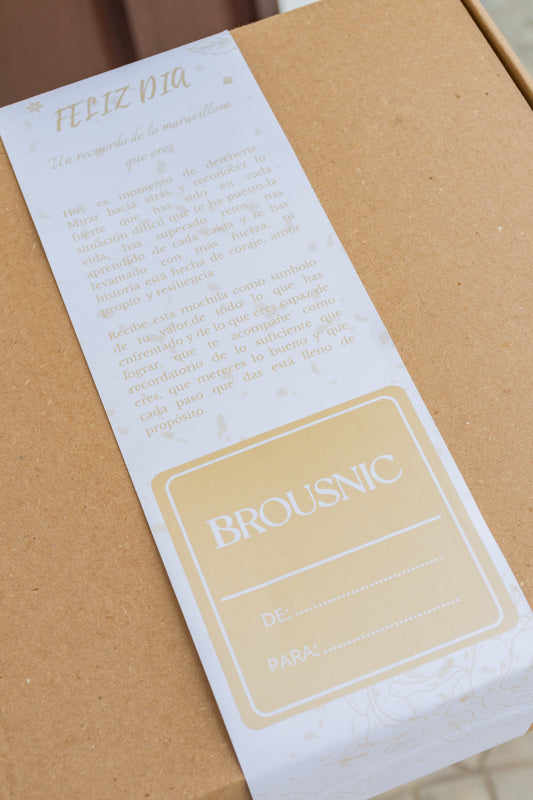 FELIZ DIA
Un recuerdo de lo maravillosa
que eres
Hoy es momento de detenerte.
Mirar hacia atrás y reconocer lo
fuerte que has sido en cada
situación difícil que te ha puesto la
vida, has superado retos, has
aprendido de cada caída y te has
levantado con más fuerza, tu
historia está hecha de coraje, amor
propio y resiliencia
Recibe esta mochila como símbolo
de tu valor,de todo lo que has
enfrentado y de lo que eres capaz de
lograr, que te acompañe como
recordatorio de lo suficiente que
eres, que mereces lo bueno y que
cada paso que das está lleno de
propósito.
BROUSNIC
DE:
PARA: